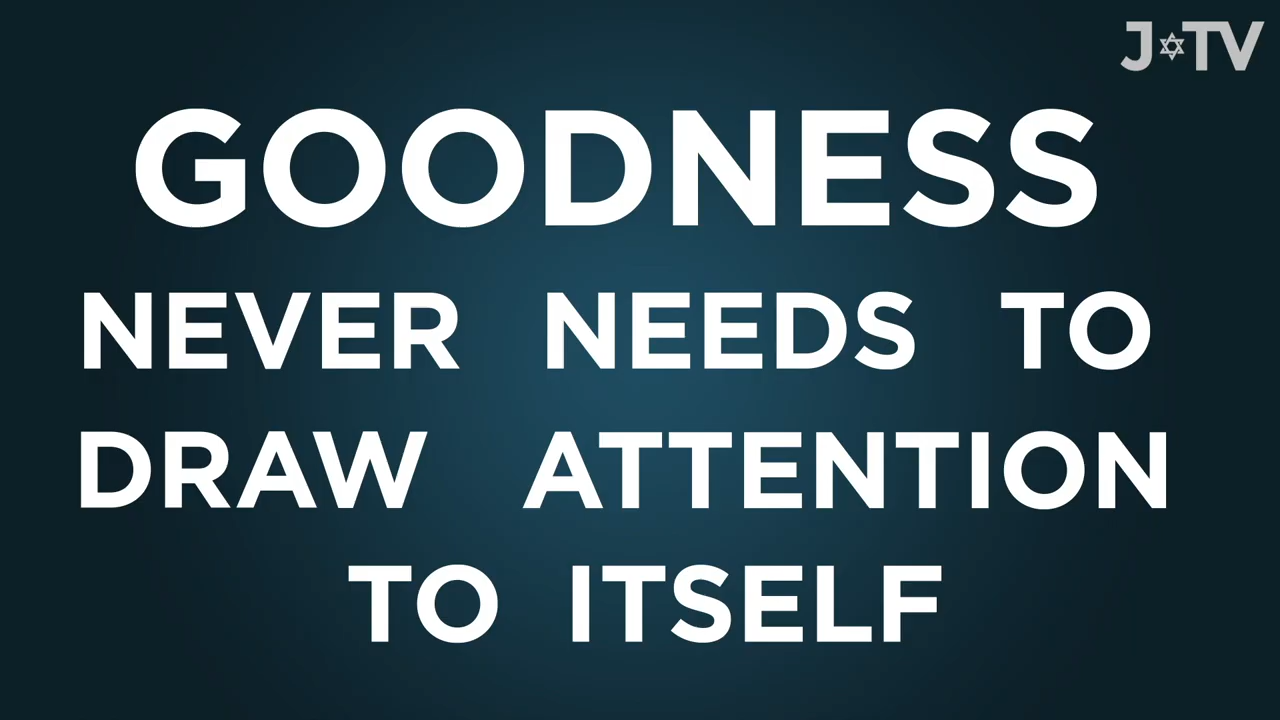 J✡TV
GOODNESS
NEVER NEEDS TO
DRAW ATTENTION
TO ITSELF